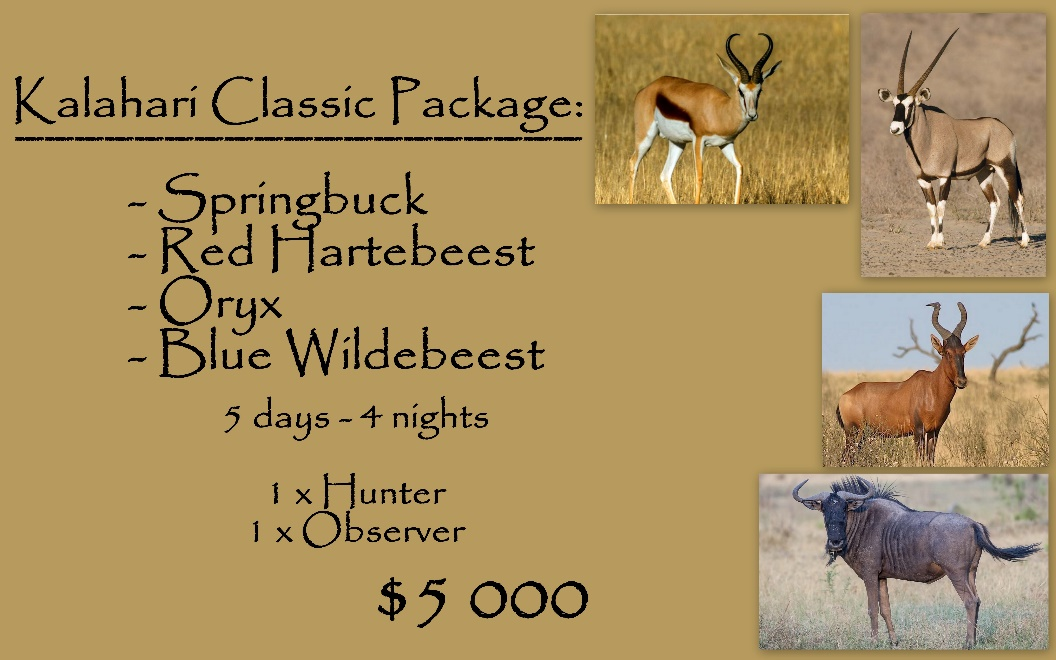 Kalahari Classic Package:
- Springbuck
- Red Hartebeest
- Oryx
- Blue Wildebeest
5 days - 4 nights
1 x Hunter
1 x Observer
$5 000